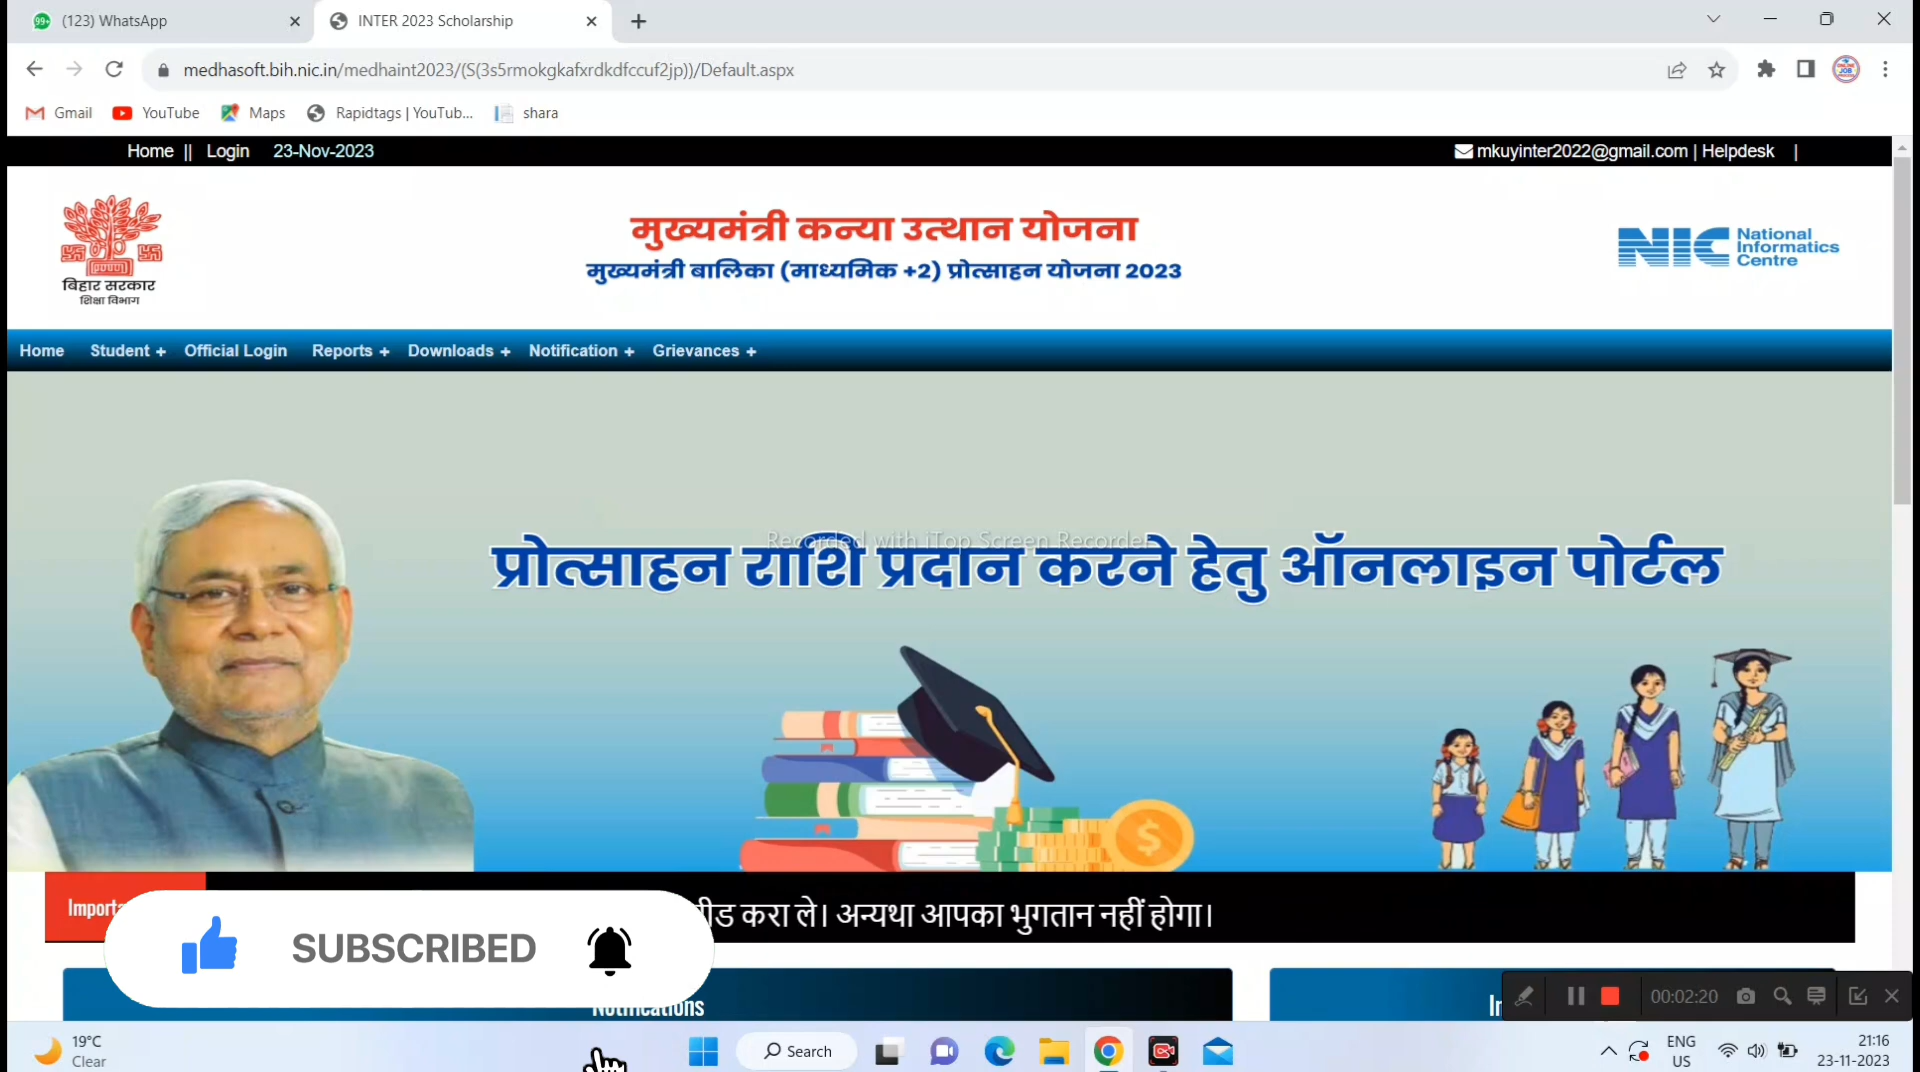 (123) WhatsApp
INTER 2023 Scholarship
medhasoft.bih.nic.in/medhaint2023/(S(3s5rmokgkafxrdkdfccuf2jp))/Default.aspx
Gmail
YouTube
Maps
Rapidtags | YouTub...
shara
Home || Login 23-Nov-2023
mkuyinter2022@gmail.com | Helpdesk |
मुख्यमंत्री कन्या उत्थान योजना
मुख्यमंत्री बालिका (माध्यमिक +2) प्रोत्साहन योजना 2023
बिहार सरकार
शिक्षा विभाग
NIC National
Informatics
Centre
Home Student + Official Login Reports + Downloads + Notification + Grievances +
Recorded with iTop Screen Recorder
प्रोत्साहन राशि प्रदान करने हेतु ऑनलाइन पोर्टल
करा ले। अन्यथा आपका भुगतान नहीं होगा।
SUBSCRIBED
Notifications
00:02:20
19°C
Clear
Search
ENG
US
21:16
23-11-2023